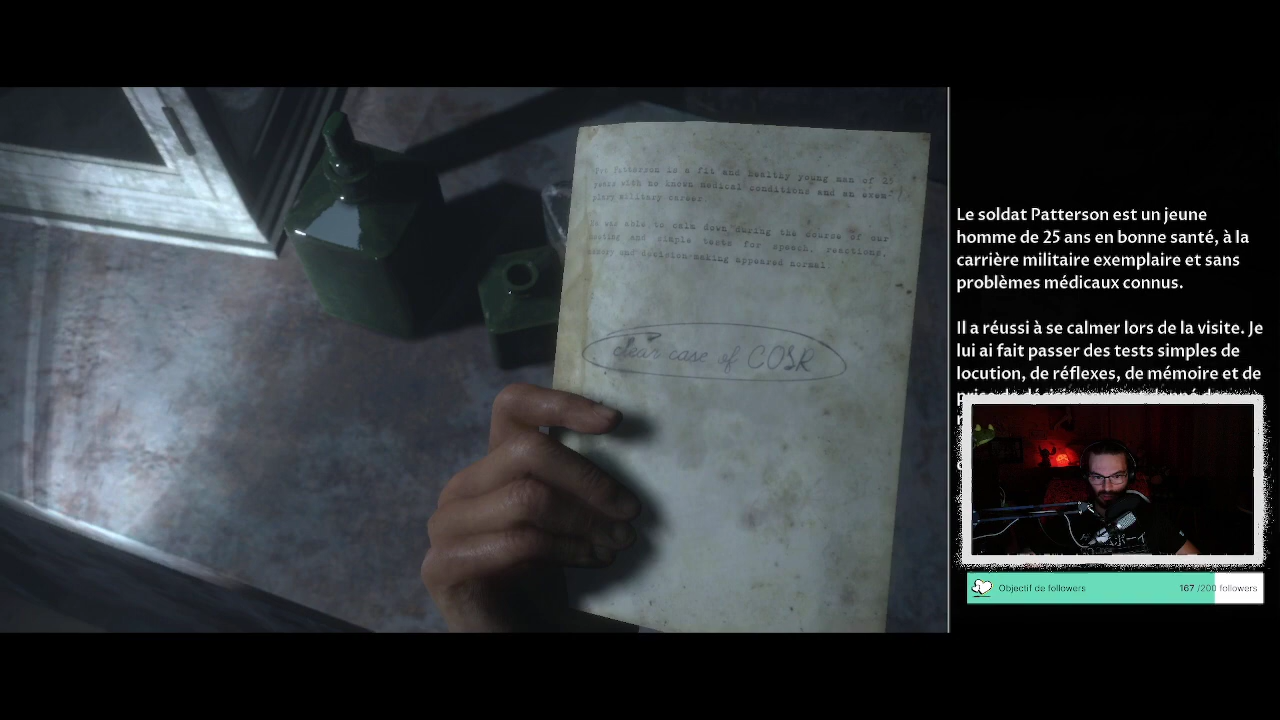 Pvt Patterson is a fit and healthy young man of 25
years with no known medical conditions and an exem-
plary military career
He was able to calm down during the course of our
meeting and simple tests for speech, reactions,
memory and decision-making appeared normal.
clear case of COSR
Le soldat Patterson est un jeune
homme de 25 ans en bonne santé, à la
carrière militaire exemplaire et sans
problèmes médicaux connus.
Il a réussi à se calmer lors de la visite. Je
lui ai fait passer des tests simples de
locution, de réflexes, de mémoire et de
Objectif de followers
167 /200 followers